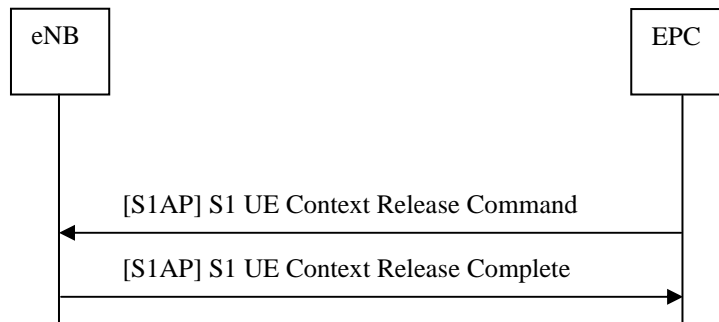 eNB
EPC
[S1AP] S1 UE Context Release Command
[S1AP] S1 UE Context Release Complete